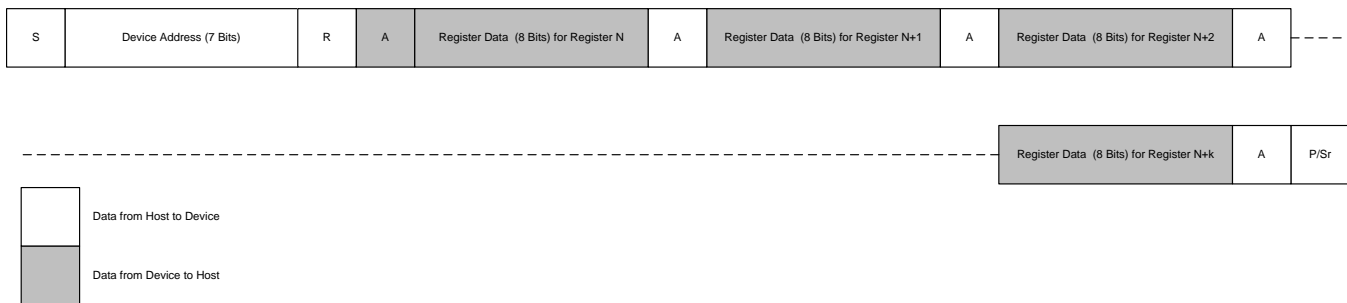 S Device Address (7 Bits) R A Register Data (8 Bits) for Register N A Register Data (8 Bits) for Register N+1 A Register Data (8 Bits) for Register N+2 A
Register Data (8 Bits) for Register N+k A P/Sr
Data from Host to Device
Data from Device to Host